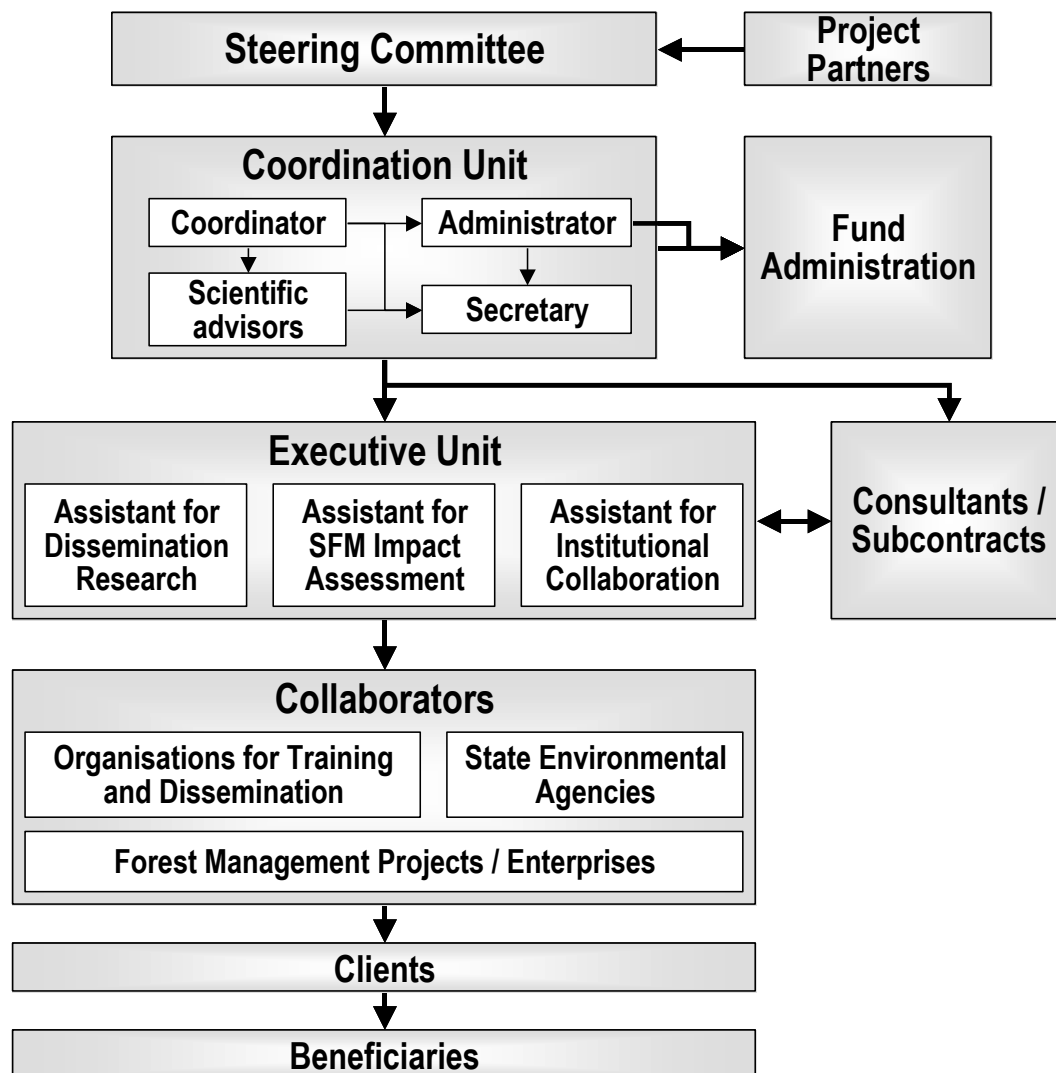 Steering Committee
Project
Partners
Coordination Unit
Coordinator
Administrator
Scientific
advisors
Secretary
Fund
Administration
Executive Unit
Assistant for
Dissemination
Research
Assistant for
SFM Impact
Assessment
Assistant for
Institutional
Collaboration
Consultants /
Subcontracts
Collaborators
Organisations for Training
and Dissemination
State Environmental
Agencies
Forest Management Projects / Enterprises
Clients
Beneficiaries